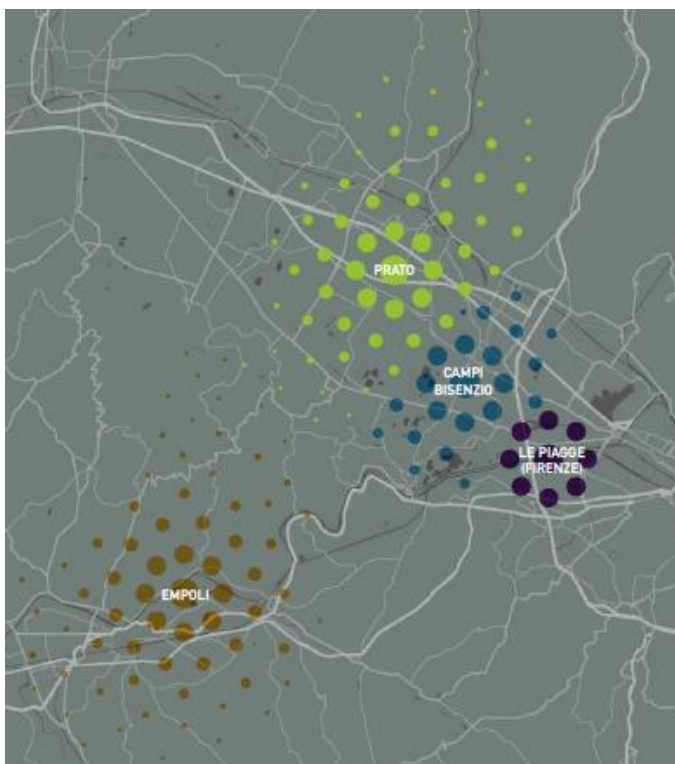 PRATO
CAMPI
BISENZIO
LE PIAGGE
(FIRENZE)
EMPOLI